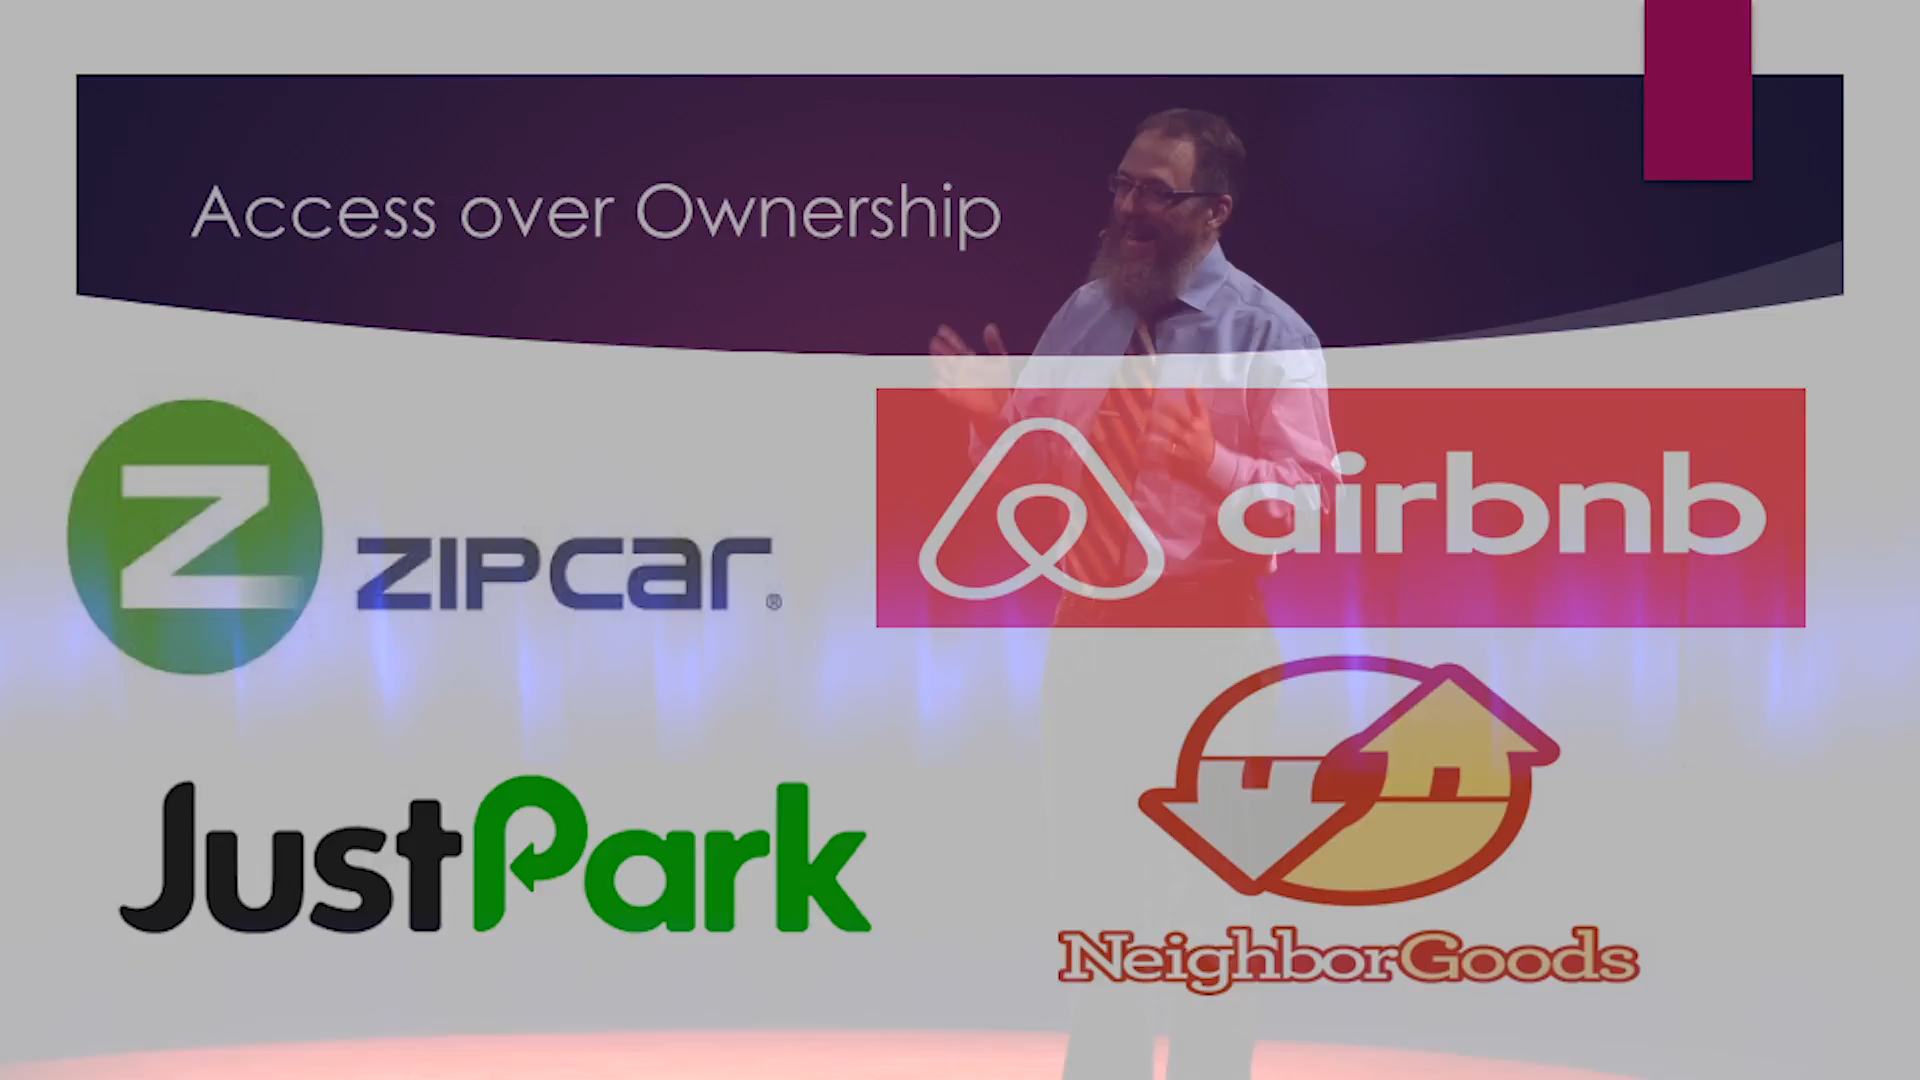 Access over Ownership
Z ZIPCar ®
airbnb
JustPark
NeighborGoods